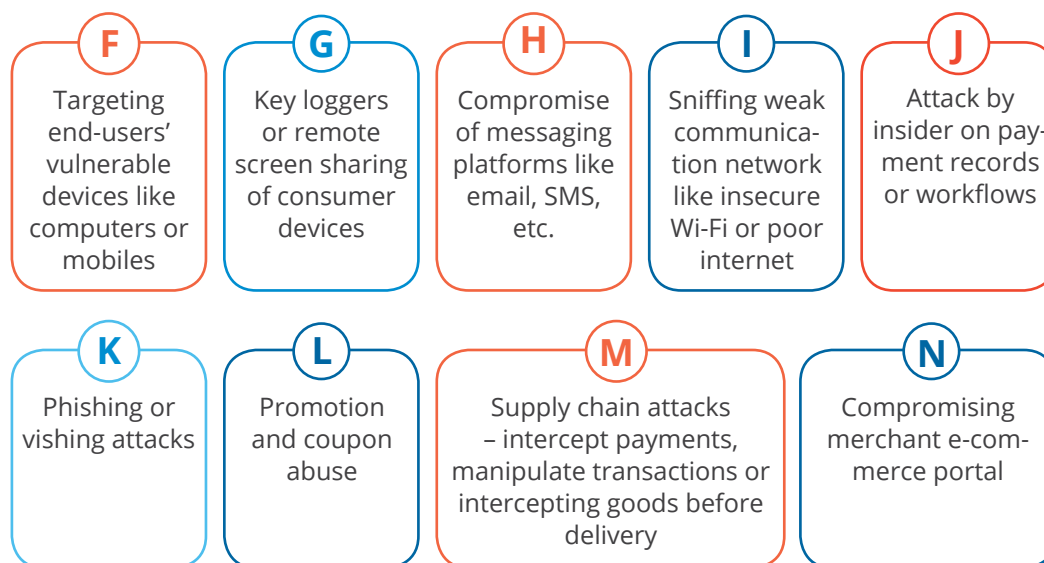 F
Targeting
end-users’
vulnerable
devices like
computers or
mobiles
G
Key loggers
or remote
screen sharing
of consumer
devices
H
Compromise
of messaging
platforms like
email, SMS,
etc.
I
Sniffing weak
communica-
tion network
like insecure
Wi-Fi or poor
internet
J
Attack by
insider on pay-
ment records
or workflows
K
Phishing or
vishing attacks
L
Promotion
and coupon
abuse
M
Supply chain attacks
– intercept payments,
manipulate transactions or
intercepting goods before
delivery
N
Compromising
merchant e-com-
merce portal